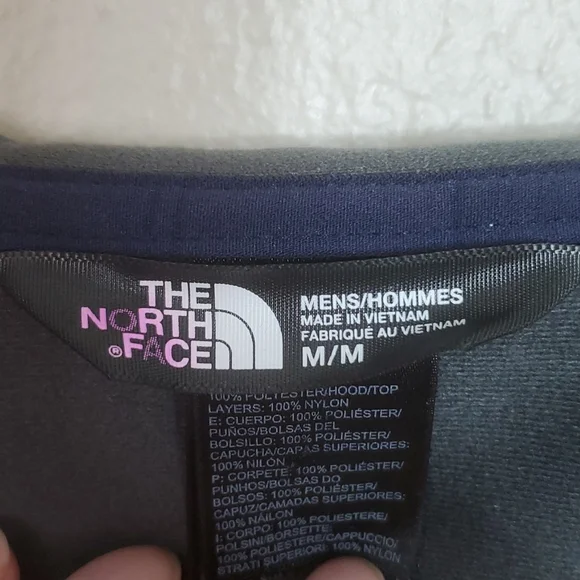 THE
NORTH
®FACE
MENS/HOMMES
MADE IN VIETNAM
FABRIQUÉ AU VIETNAM
M/M
100% POLYESTER/HOOD/TOP
LAYERS: 100% NYLON
E: CUERPO: 100% POLIÉSTER/
PUÑOS/BOLSAS DEL
BOLSILLO: 100% POLIÉSTER/
CAPUCHA/CAPAS SUPERIORES:
100% NILÓN
P: CORPETE: 100% POLIÉSTER/
PUNHOS/BOLSAS DO
BOLSOS: 100% POLIÉSTER/
CAPUZ/CAMADAS SUPERIORES:
100% NÁILON
I: CORPO: 100% POLIESTERE/
POLSINI/BORSETTE:
100% POLIESTERE/CAPPUCCIO/
STRATI SUPERIORI: 100% NYLON